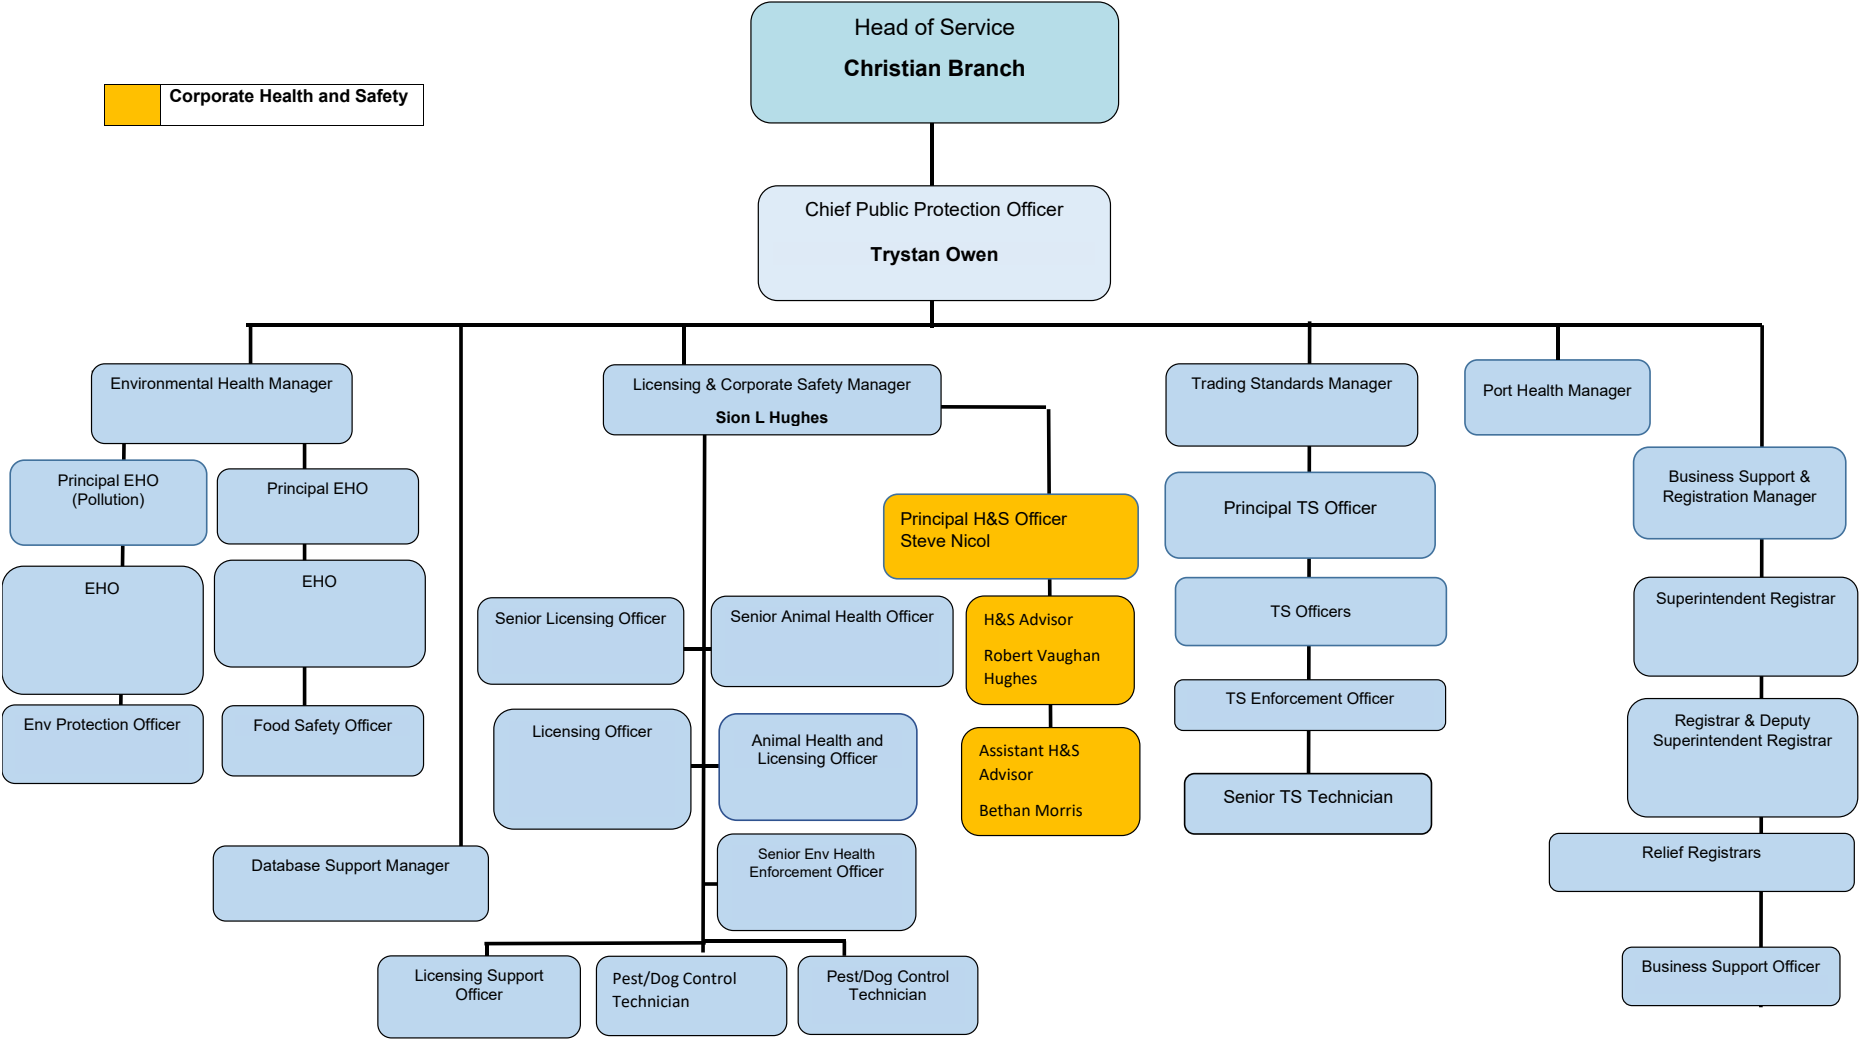 Head of Service
Christian Branch
Corporate Health and Safety
Chief Public Protection Officer
Trystan Owen
Environmental Health Manager
Licensing & Corporate Safety Manager
Sion L Hughes
Trading Standards Manager
Port Health Manager
Principal EHO
(Pollution)
Principal EHO
Business Support &
Registration Manager
Principal H&S Officer
Steve Nicol
Principal TS Officer
EHO
EHO
Senior Licensing Officer
Senior Animal Health Officer
H&S Advisor
Robert Vaughan
Hughes
TS Officers
Superintendent Registrar
Env Protection Officer
Food Safety Officer
Licensing Officer
Animal Health and
Licensing Officer
Assistant H&S
Advisor
Bethan Morris
TS Enforcement Officer
Registrar & Deputy
Superintendent Registrar
Senior TS Technician
Database Support Manager
Senior Env Health
Enforcement Officer
Relief Registrars
Licensing Support
Officer
Pest/Dog Control
Technician
Pest/Dog Control
Technician
Business Support Officer